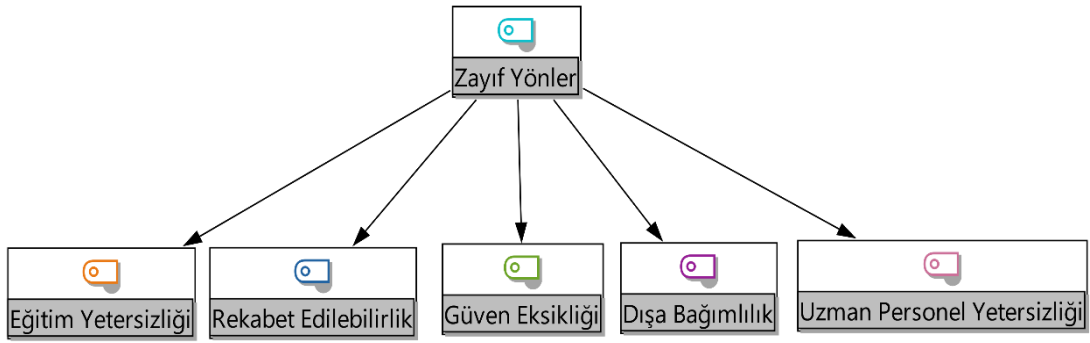 Zayıf Yönler
Eğitim Yetersizliği
Rekabet Edilebilirlik
Güven Eksikliği
Dışa Bağımlılık
Uzman Personel Yetersizliği